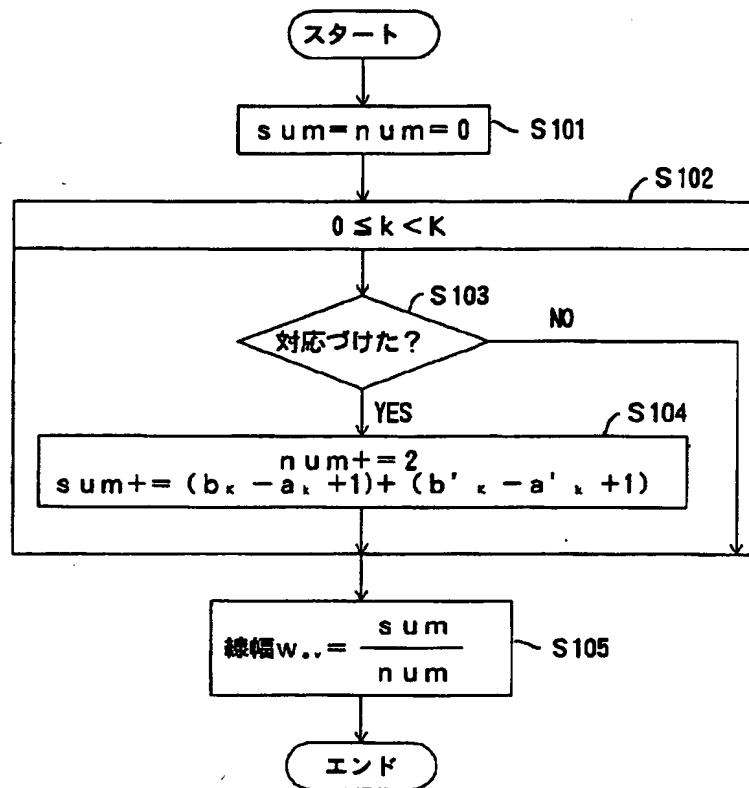 スタート
sum=num=0
S101
S102
0≦k<K
S103
対応づけた?
NO
YES
S104
num+=2
sum+=(bₖ-aₖ+1)+(b'ₖ-a'ₖ+1)
線幅w = sum
num
S105
エンド